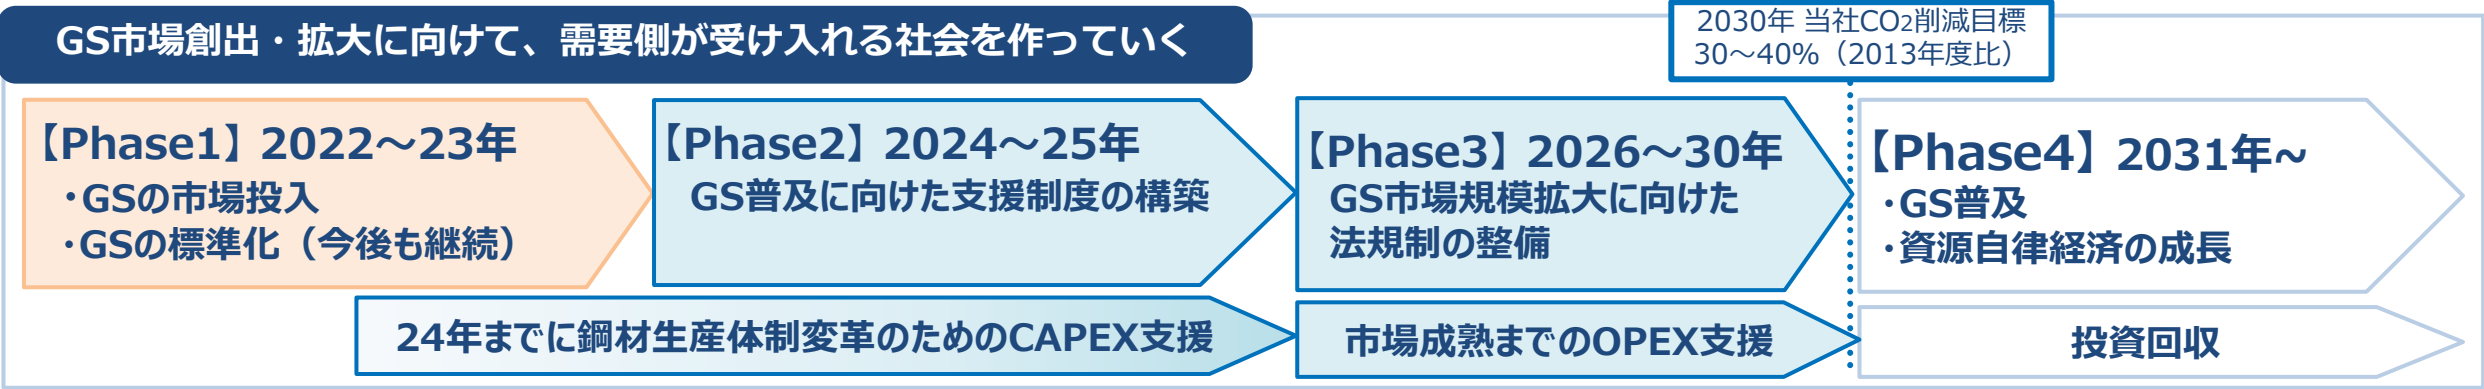 GS市場創出・拡大に向けて、需要側が受け入れる社会を作っていく
2030年 当社CO2削減目標
30～40%（2013年度比）
【Phase1】2022～23年
・GSの市場投入
・GSの標準化（今後も継続）
【Phase2】2024～25年
GS普及に向けた支援制度の構築
【Phase3】2026～30年
GS市場規模拡大に向けた
法規制の整備
【Phase4】2031年~
・GS普及
・資源自律経済の成長
24年までに鋼材生産体制変革のためのCAPEX支援
市場成熟までのOPEX支援
投資回収